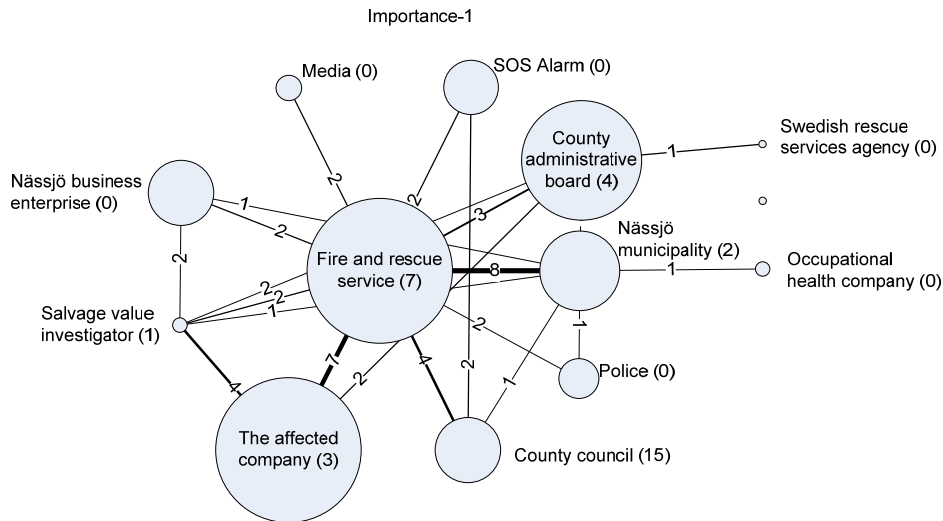 Importance-1
Media (0)
SOS Alarm (0)
County
administrative
board (4)
Swedish rescue
services agency (0)
Nässjö business
enterprise (0)
Nässjö
municipality (2)
Fire and rescue
service (7)
Occupational
health company (0)
Salvage value
investigator (1)
Police (0)
The affected
company (3)
County council (15)
2
2
1
3
1
2
8
1
2
2
2
1
2
1
7
4
2
2
1
4